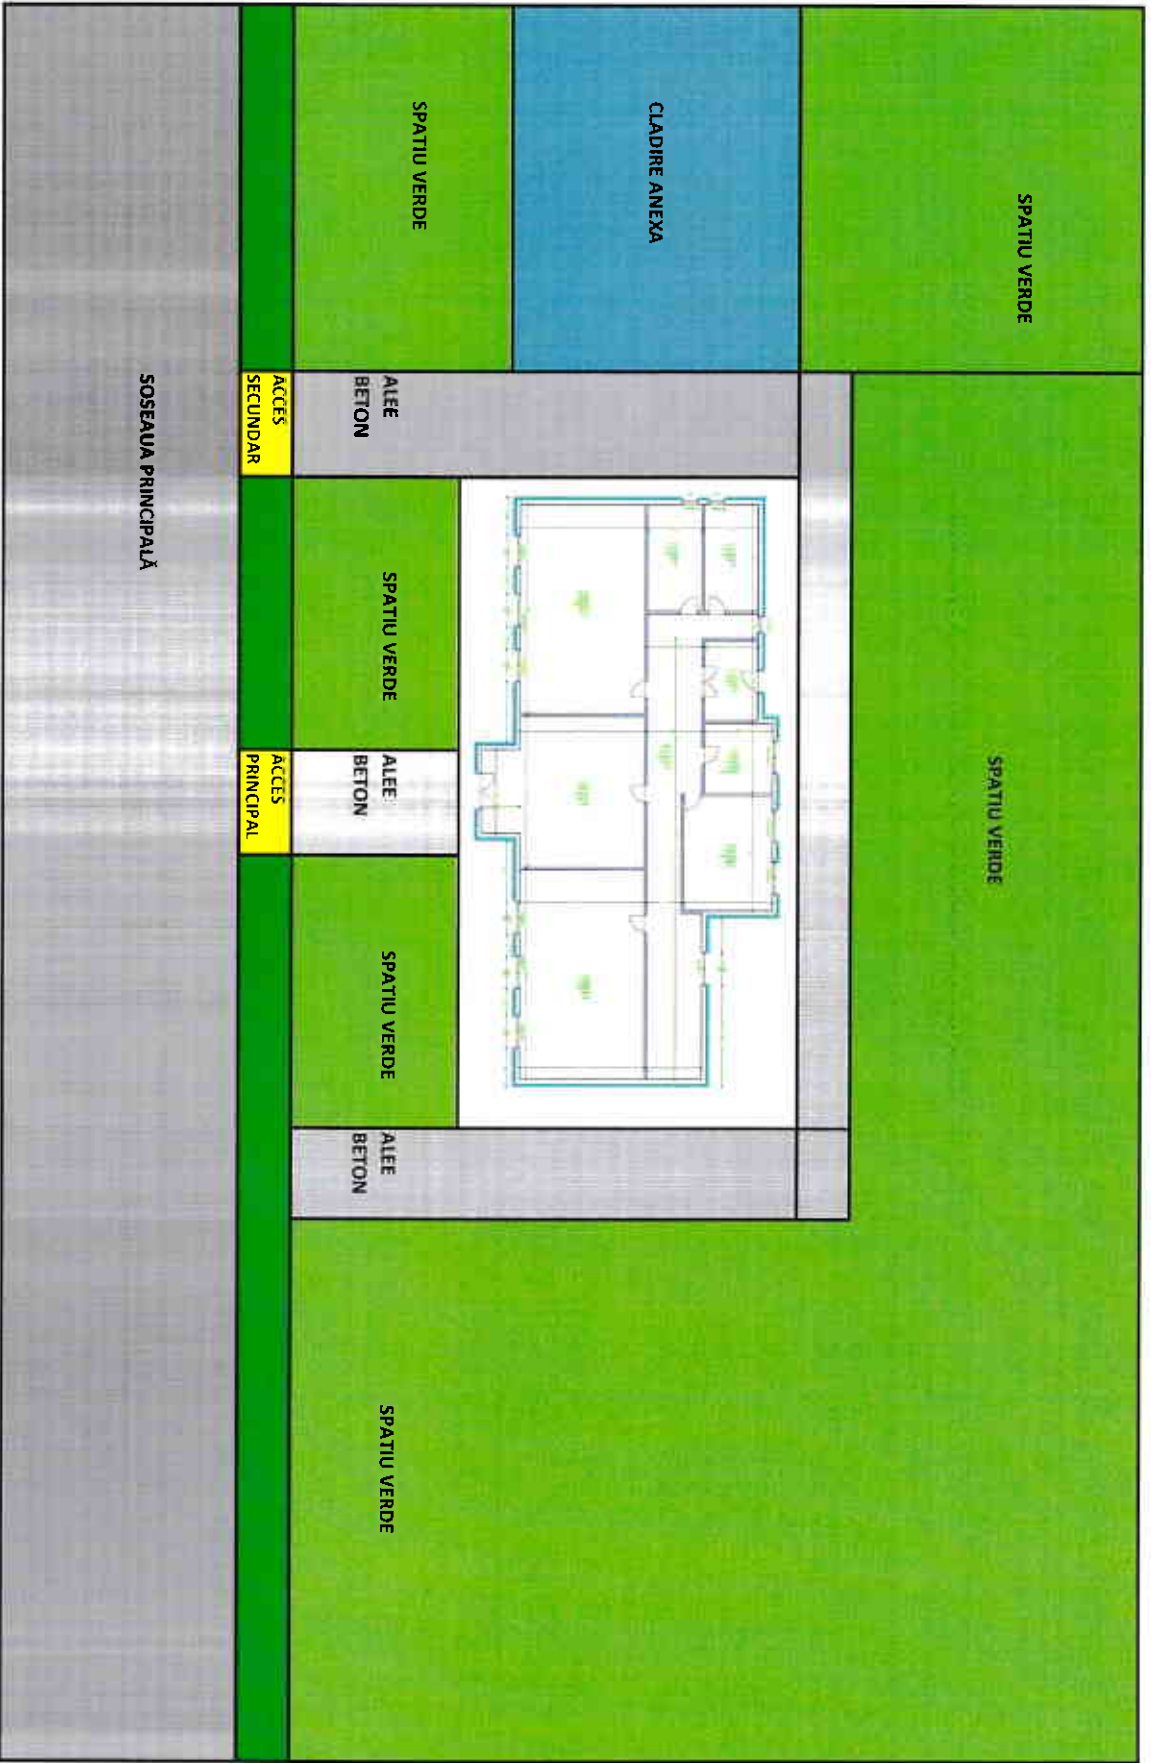 SPATIU VERDE
SPATIU VERDE
CLADIRE ANEXA
SPATIU VERDE
ALEE
BETON
SPATIU VERDE
ALEE
BETON
SPATIU VERDE
ALEE
BETON
SPATIU VERDE
ACCES
SECUNDAR
ACCES
PRINCIPAL
SOSEAUA PRINCIPALĂ